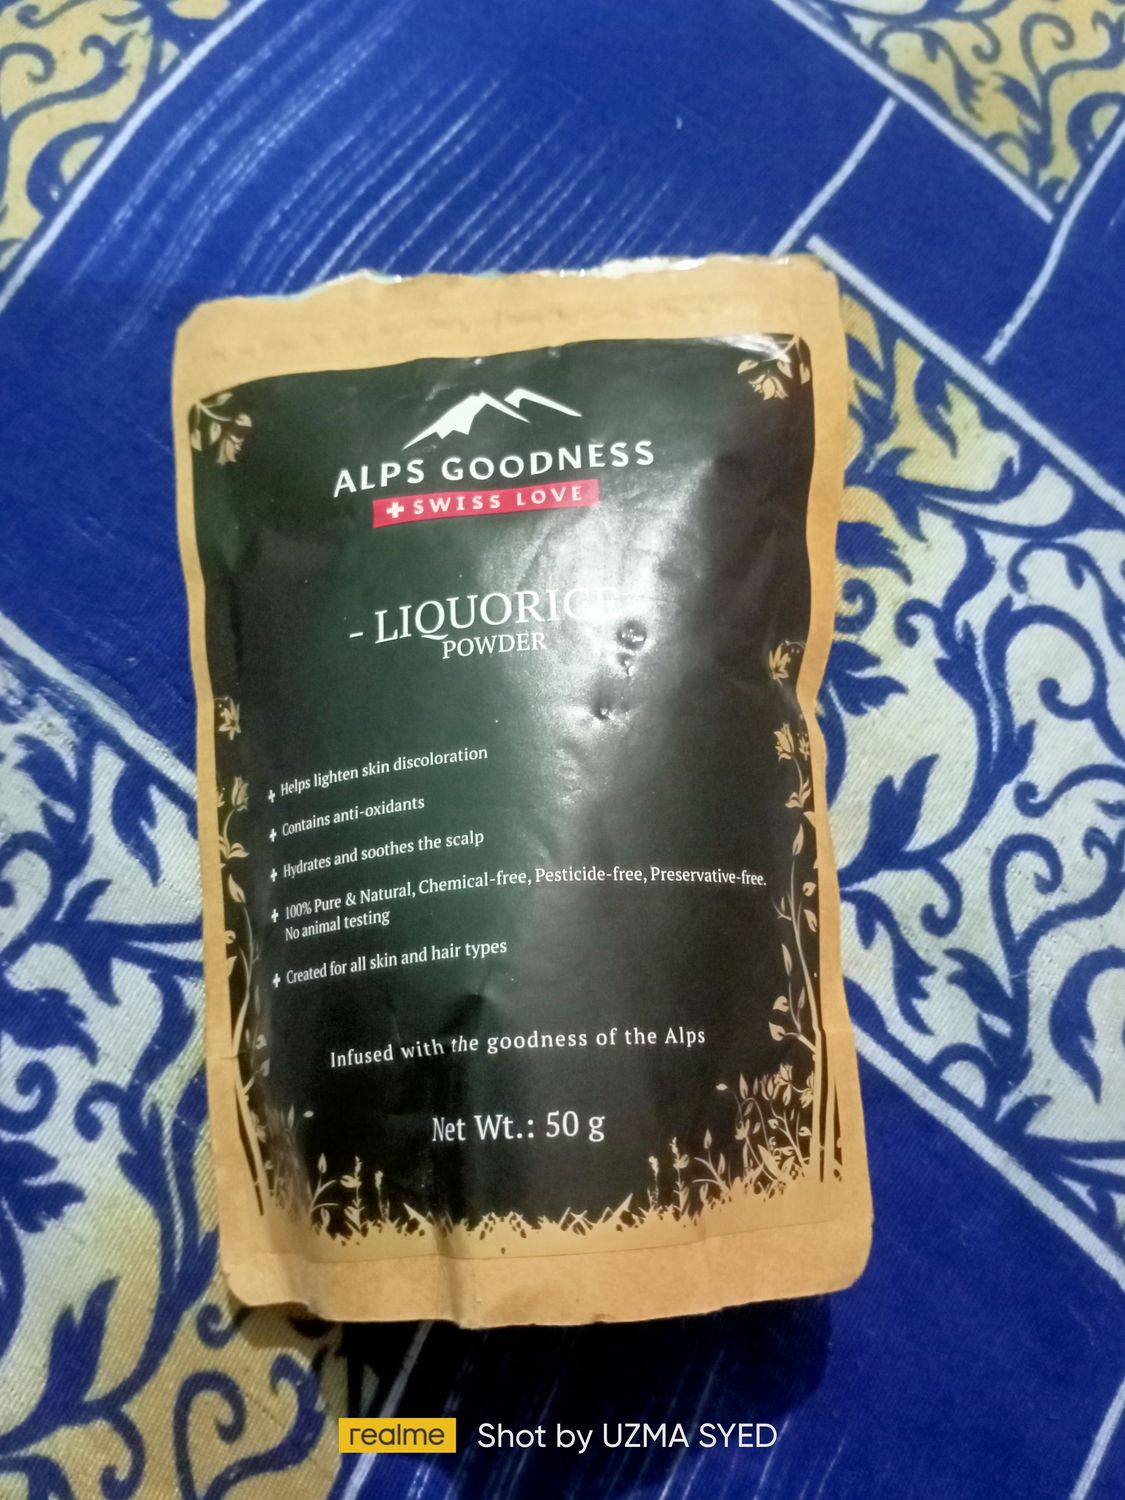 ALPS GOODNESS
SWISS LOVE
- LIQUORICE
POWDER
Helps lighten skin discoloration
Contains anti-oxidants
Hydrates and soothes the scalp
100% Pure & Natural, Chemical-free, Pesticide-free, Preservative-free.
No animal testing
Created for all skin and hair types
Infused with the goodness of the Alps
Net Wt.: 50 g
realme Shot by UZMA SYED